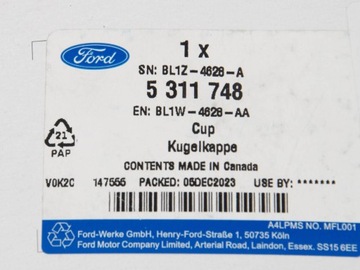 Ford
1 x
SN: BL1Z-4628-A
5 311 748
EN: BL1W-4628-AA
Cup
Kugelkappe
21
PAP
CONTENTS MADE IN Canada
V0K2C 147555 PACKED: 05DEC2023 USE BY: *******
A4LPMS NO. MFL001
Ford-Werke GmbH, Henry-Ford-Straße 1, 50735 Köln
Ford Motor Company Limited, Arterial Road, Laindon, Essex. SS15 6EE